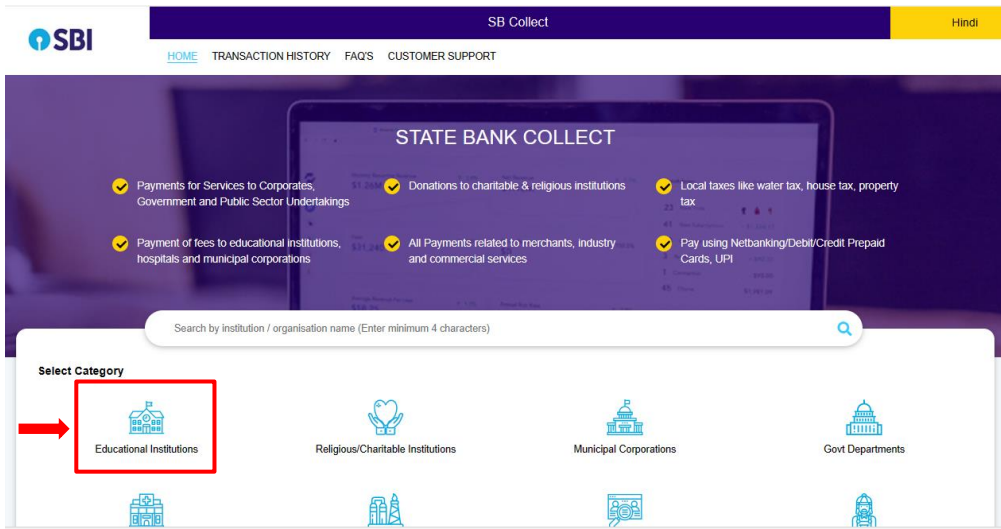 SBI
SB Collect
Hindi
HOME TRANSACTION HISTORY FAQ'S CUSTOMER SUPPORT
STATE BANK COLLECT
Payments for Services to Corporates,
Government and Public Sector Undertakings
Donations to charitable & religious institutions
Local taxes like water tax, house tax, property
tax
Payment of fees to educational institutions,
hospitals and municipal corporations
All Payments related to merchants, industry
and commercial services
Pay using Netbanking/Debit/Credit Prepaid
Cards, UPI
Search by institution / organisation name (Enter minimum 4 characters)
Select Category
Educational Institutions
Religious/Charitable Institutions
Municipal Corporations
Govt Departments